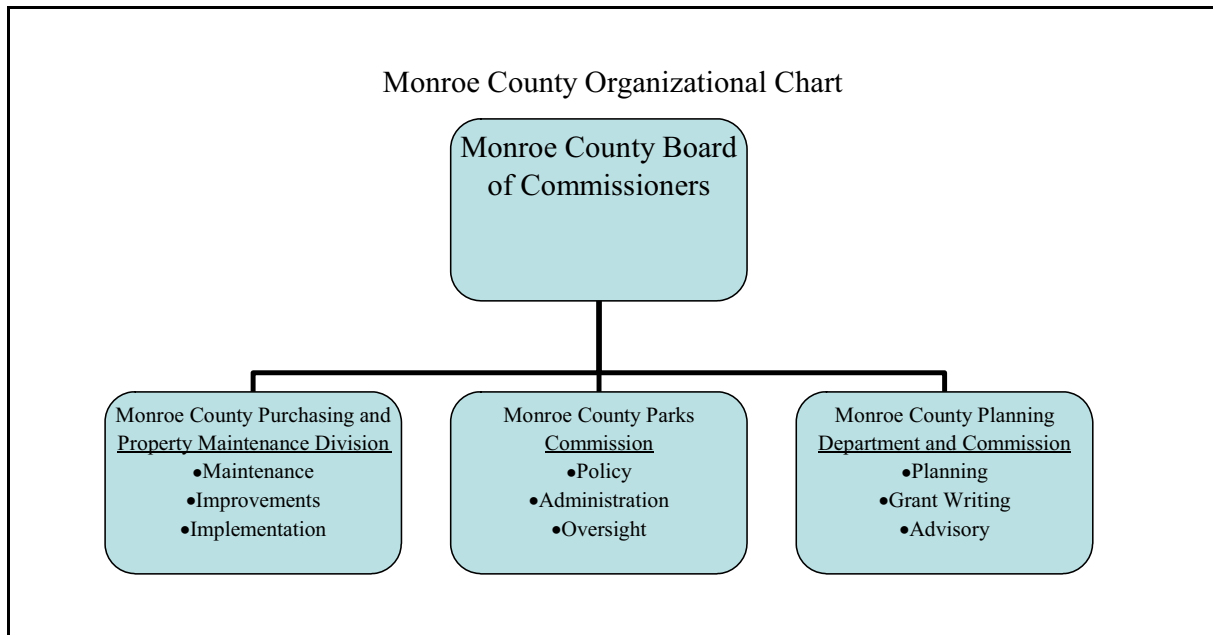 Monroe County Organizational Chart
Monroe County Board
of Commissioners
Monroe County Purchasing and
Property Maintenance Division
•Maintenance
•Improvements
•Implementation
Monroe County Parks
Commission
•Policy
•Administration
•Oversight
Monroe County Planning
Department and Commission
•Planning
•Grant Writing
•Advisory